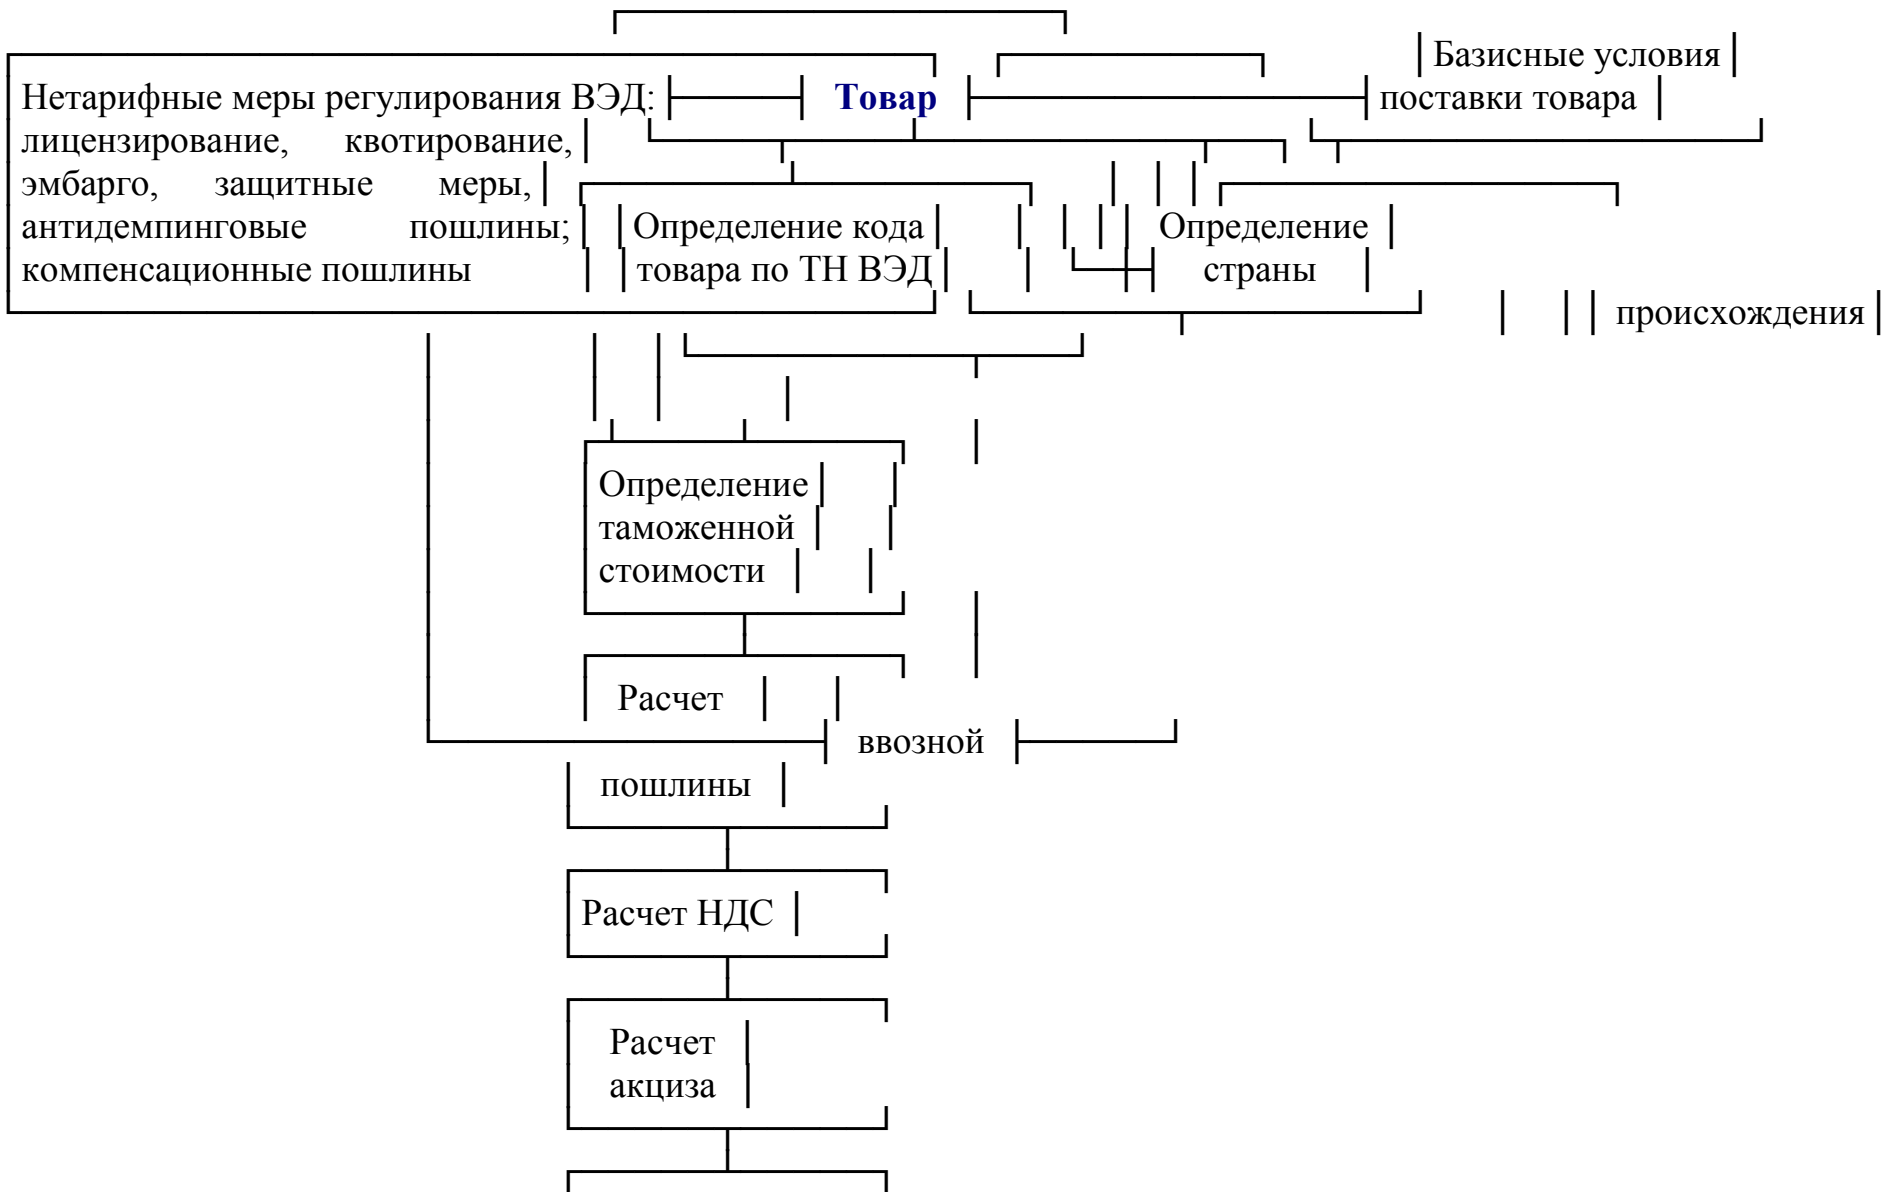 Базисные условия
Нетарифные меры регулирования ВЭД: Товар поставки товара
лицензирование, квотирование,
эмбарго, защитные меры,
антидемпинговые пошлины; Определение кода Определение
компенсационные пошлины товара по ТН ВЭД страны
происхождения
Определение
таможенной
стоимости
Расчет
ввозной
пошлины
Расчет НДС
Расчет
акциза